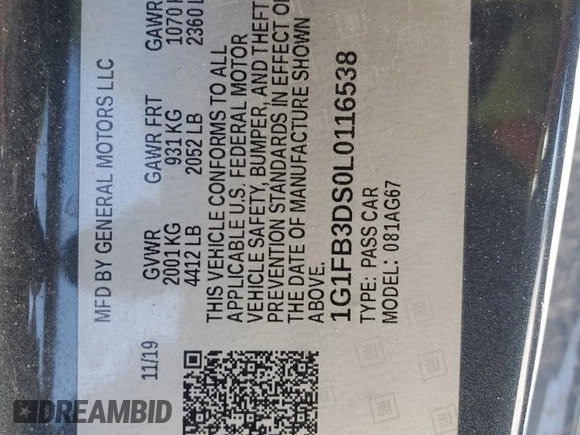 MFD BY GENERAL MOTORS LLC
11/19
GVWR
2001 KG
4412 LB
GAWR FRT
931 KG
2052 LB
GAWR
1070
2360
THIS VEHICLE CONFORMS TO ALL
APPLICABLE U.S. FEDERAL MOTOR
VEHICLE SAFETY, BUMPER, AND THEFT
PREVENTION STANDARDS IN EFFECT
THE DATE OF MANUFACTURE SHOWN
ABOVE.
1G1FB3DS0L0116538
TYPE: PASS CAR
MODEL: 081AG67
GM
DREAMBID